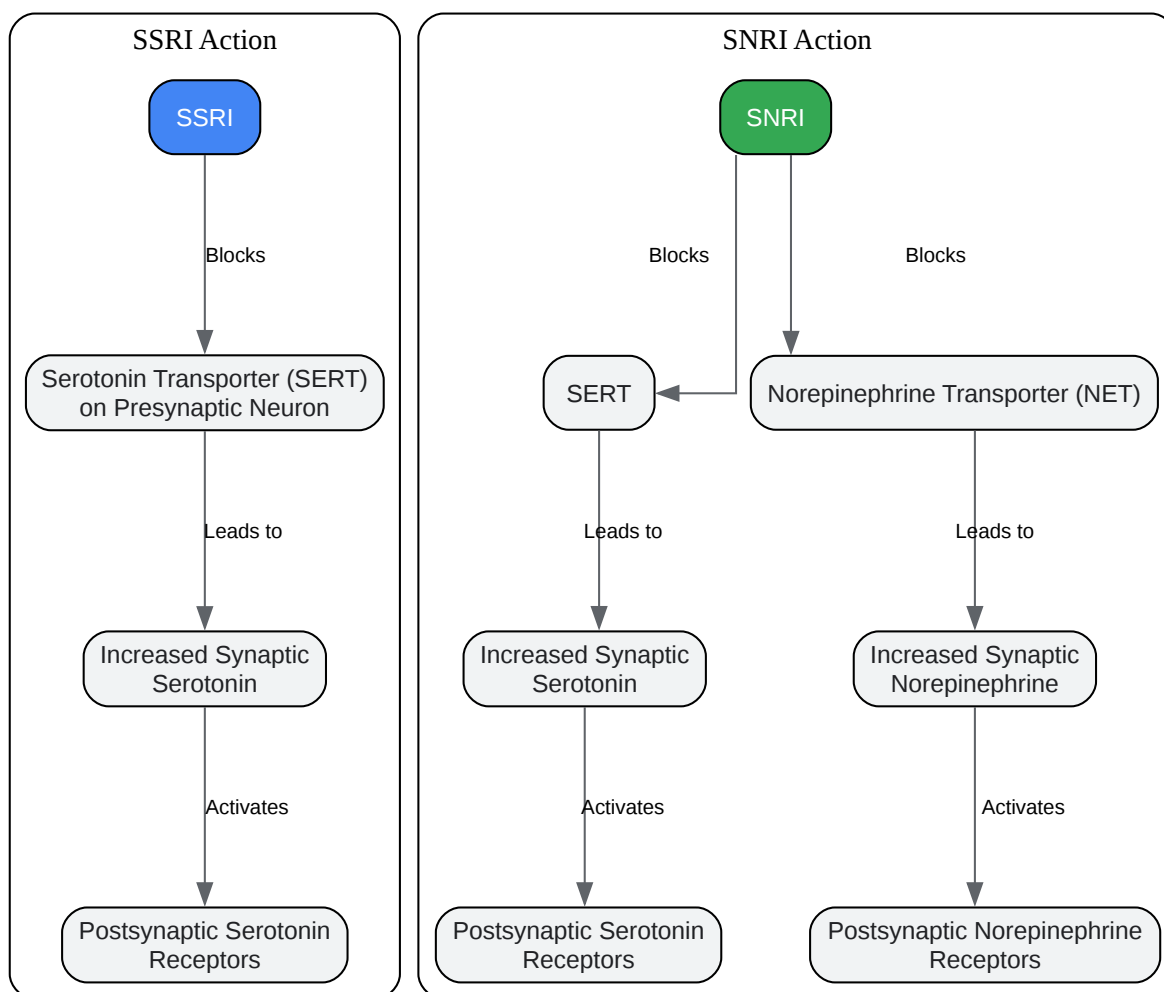 SSRI Action
SSRI
Blocks
Serotonin Transporter (SERT)
on Presynaptic Neuron
Leads to
Increased Synaptic
Serotonin
Activates
Postsynaptic Serotonin
Receptors
SNRI Action
SNRI
Blocks
Blocks
SERT
Norepinephrine Transporter (NET)
Leads to
Leads to
Increased Synaptic
Serotonin
Increased Synaptic
Norepinephrine
Activates
Activates
Postsynaptic Serotonin
Receptors
Postsynaptic Norepinephrine
Receptors